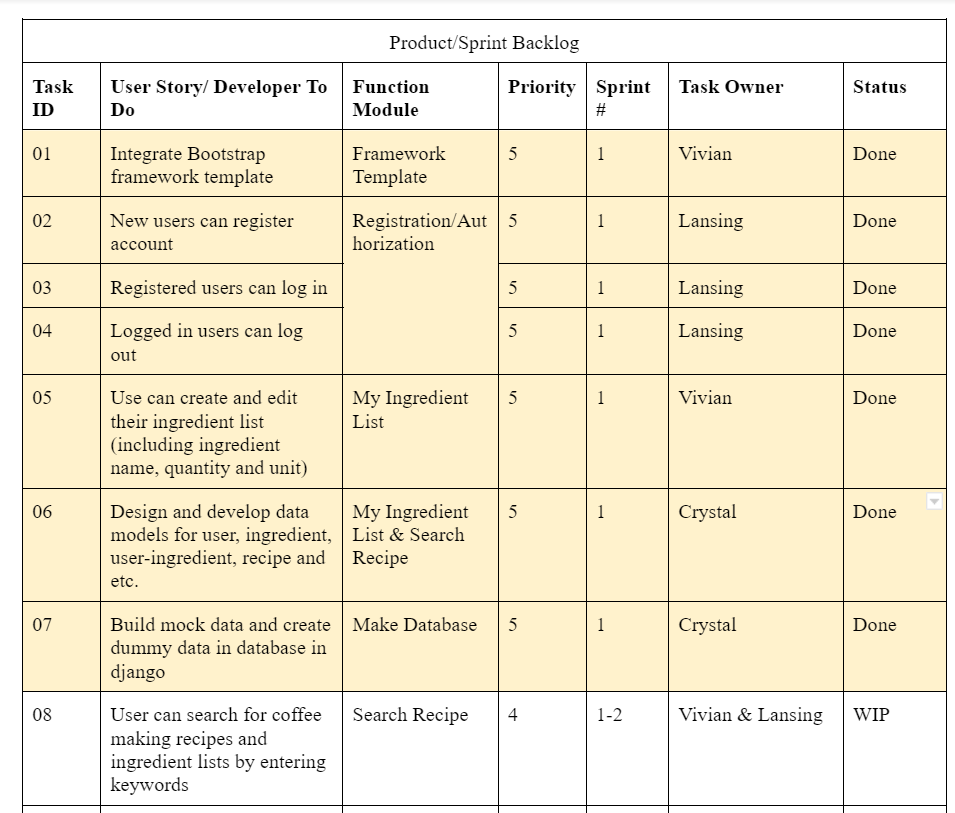 Product/Sprint Backlog
Task ID User Story/ Developer To Do Function Module Priority Sprint # Task Owner Status
01 Integrate Bootstrap framework template Framework Template 5 1 Vivian Done
02 New users can register account Registration/Authorization 5 1 Lansing Done
03 Registered users can log in 5 1 Lansing Done
04 Logged in users can log out 5 1 Lansing Done
05 Use can create and edit their ingredient list (including ingredient name, quantity and unit) My Ingredient List 5 1 Vivian Done
06 Design and develop data models for user, ingredient, user-ingredient, recipe and etc. My Ingredient List & Search Recipe 5 1 Crystal Done
07 Build mock data and create dummy data in database in django Make Database 5 1 Crystal Done
08 User can search for coffee making recipes and ingredient lists by entering keywords Search Recipe 4 1-2 Vivian & Lansing WIP